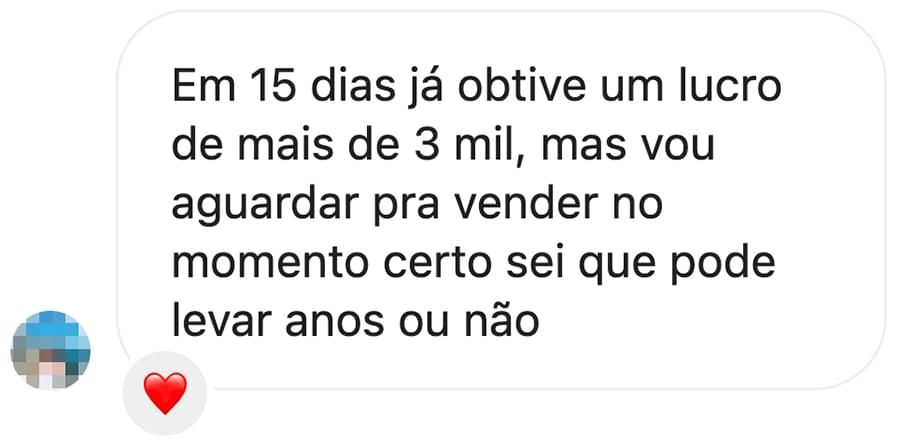 Em 15 dias já obtive um lucro
de mais de 3 mil, mas vou
aguardar pra vender no
momento certo sei que pode
levar anos ou não